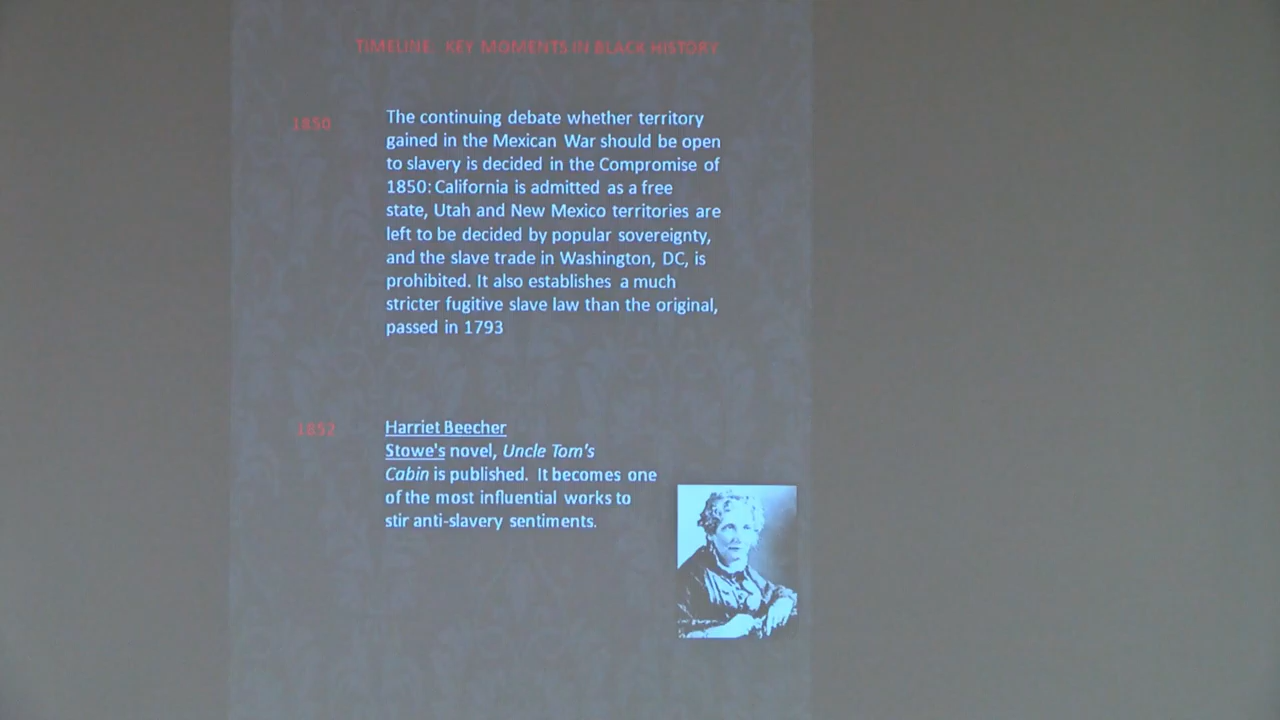 TIMELINE: KEY MOMENTS IN BLACK HISTORY
1850
The continuing debate whether territory
gained in the Mexican War should be open
to slavery is decided in the Compromise of
1850: California is admitted as a free
state, Utah and New Mexico territories are
left to be decided by popular sovereignty,
and the slave trade in Washington, DC, is
prohibited. It also establishes a much
stricter fugitive slave law than the original,
passed in 1793
1852
Harriet Beecher
Stowe's novel, Uncle Tom's
Cabin is published. It becomes one
of the most influential works to
stir anti-slavery sentiments.